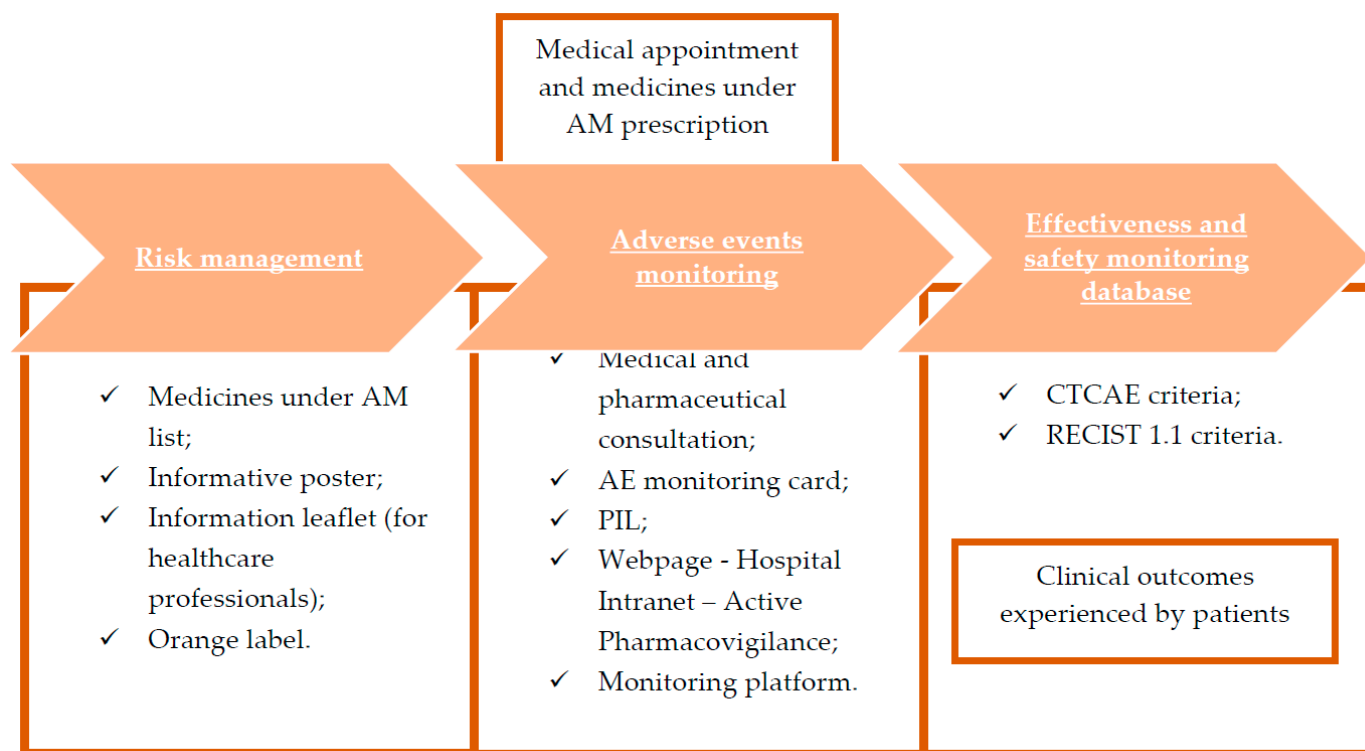 Medical appointment
and medicines under
AM prescription
Risk management
Adverse events
monitoring
Effectiveness and
safety monitoring
database
✓ Medicines under AM
list;
✓ Informative poster;
✓ Information leaflet (for
healthcare
professionals);
✓ Orange label.
✓ Medical and
pharmaceutical
consultation;
✓ AE monitoring card;
✓ PIL;
✓ Webpage - Hospital
Intranet – Active
Pharmacovigilance;
✓ Monitoring platform.
✓ CTCAE criteria;
✓ RECIST 1.1 criteria.
Clinical outcomes
experienced by patients